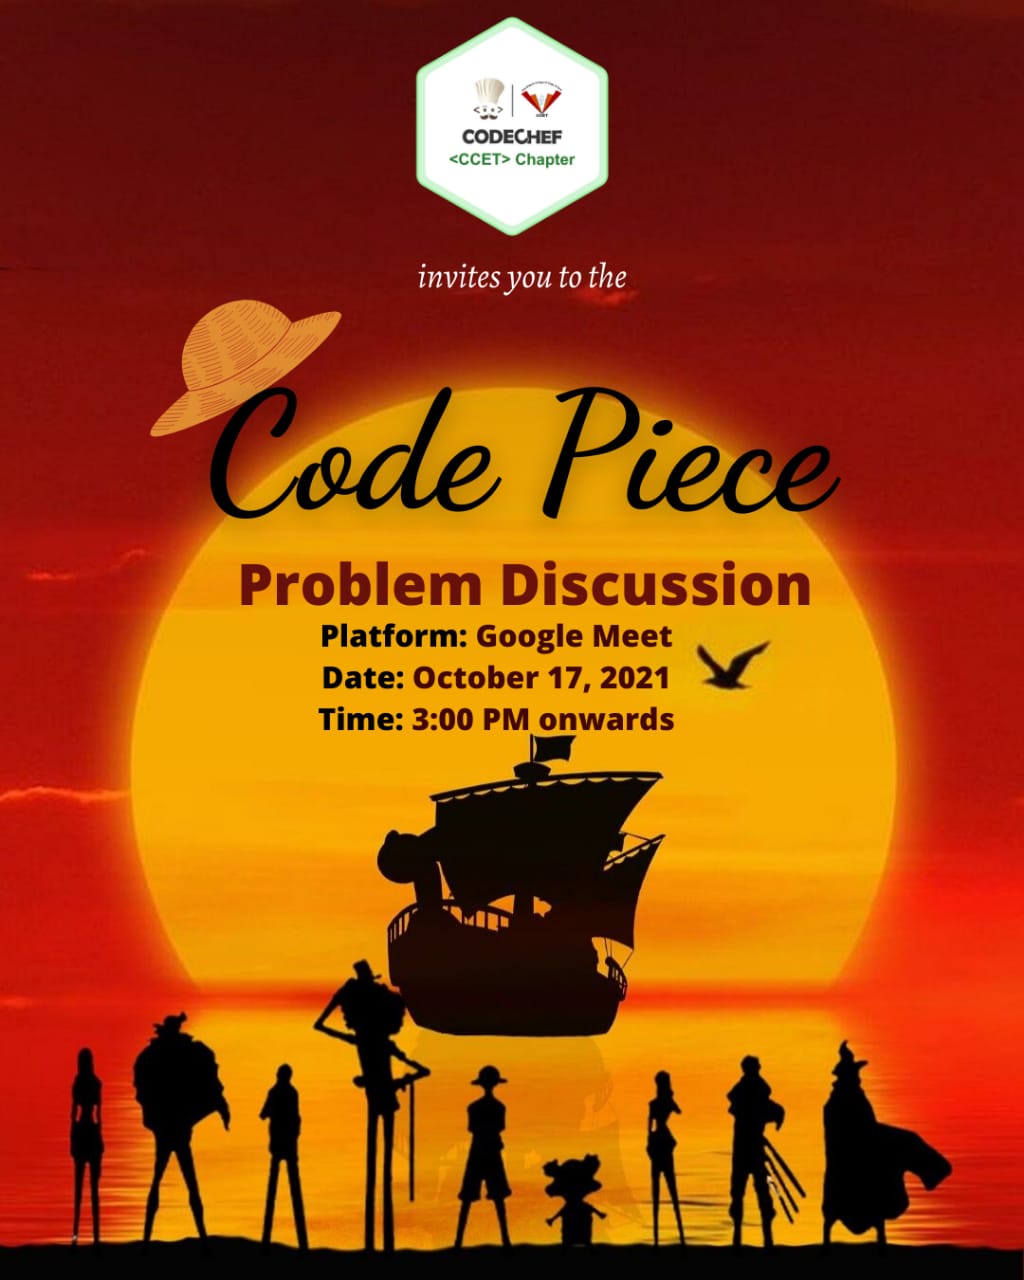 CODECHEF
<CCET> Chapter
invites you to the
Code Piece
Problem Discussion
Platform: Google Meet
Date: October 17, 2021
Time: 3:00 PM onwards